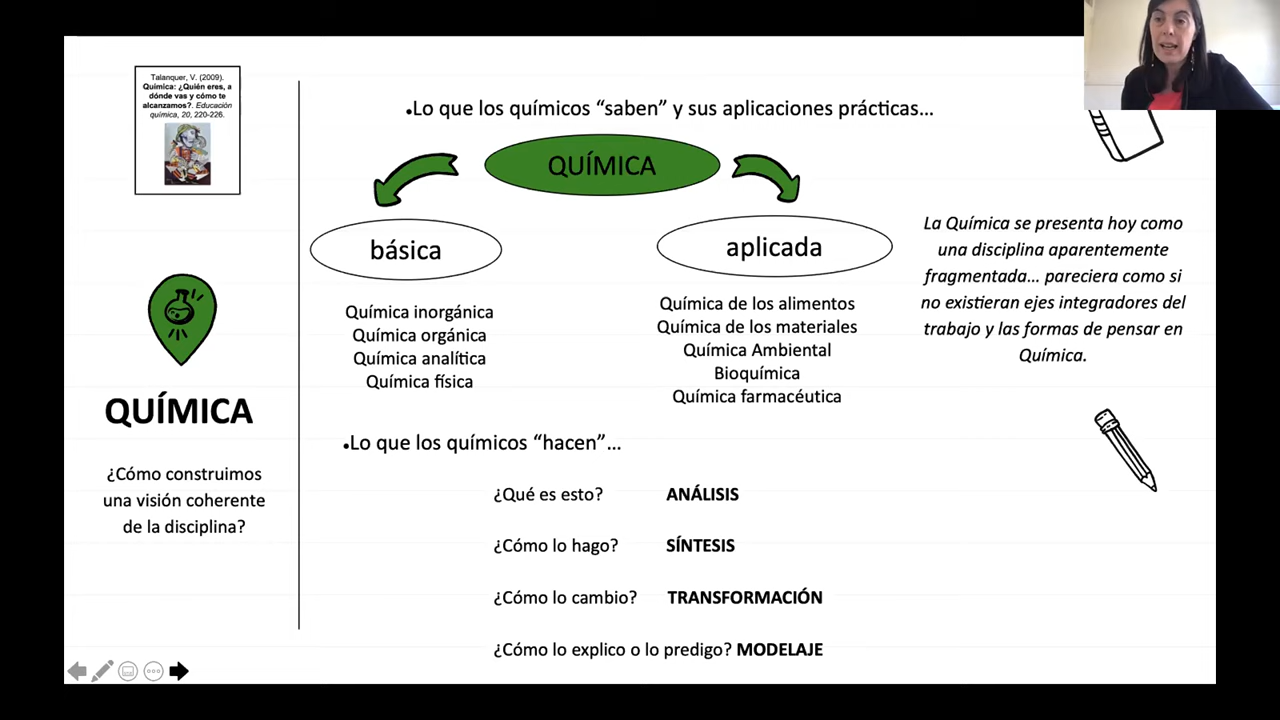 Talanquer, V. (2009).
Quimica: ¿Quién eres, a
dónde vas y cómo te
alcanzamos?. Educación
química, 20, 220-226.
QUÍMICA
¿Cómo construimos
una visión coherente
de la disciplina?
•Lo que los químicos “saben” y sus aplicaciones prácticas...
QUÍMICA
básica
Química inorgánica
Química orgánica
Química analítica
Química física
aplicada
Química de los alimentos
Química de los materiales
Química Ambiental
Bioquímica
Química farmacéutica
La Química se presenta hoy como
una disciplina aparentemente
fragmentada... pareciera como si
no existieran ejes integradores del
trabajo y las formas de pensar en
Química.
•Lo que los químicos “hacen”...
¿Qué es esto? ANÁLISIS
¿Cómo lo hago? SÍNTESIS
¿Cómo lo cambio? TRANSFORMACIÓN
¿Cómo lo explico o lo predigo? MODELAJE